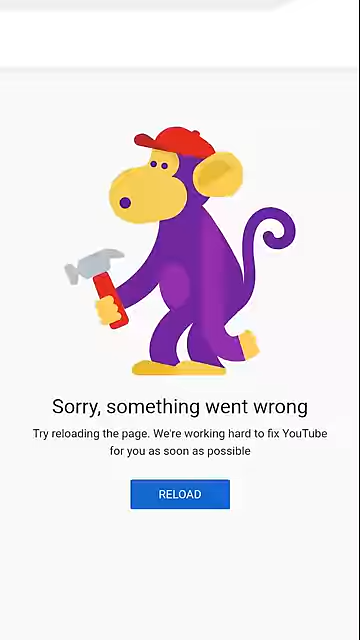 Sorry, something went wrong
Try reloading the page. We're working hard to fix YouTube
for you as soon as possible
RELOAD